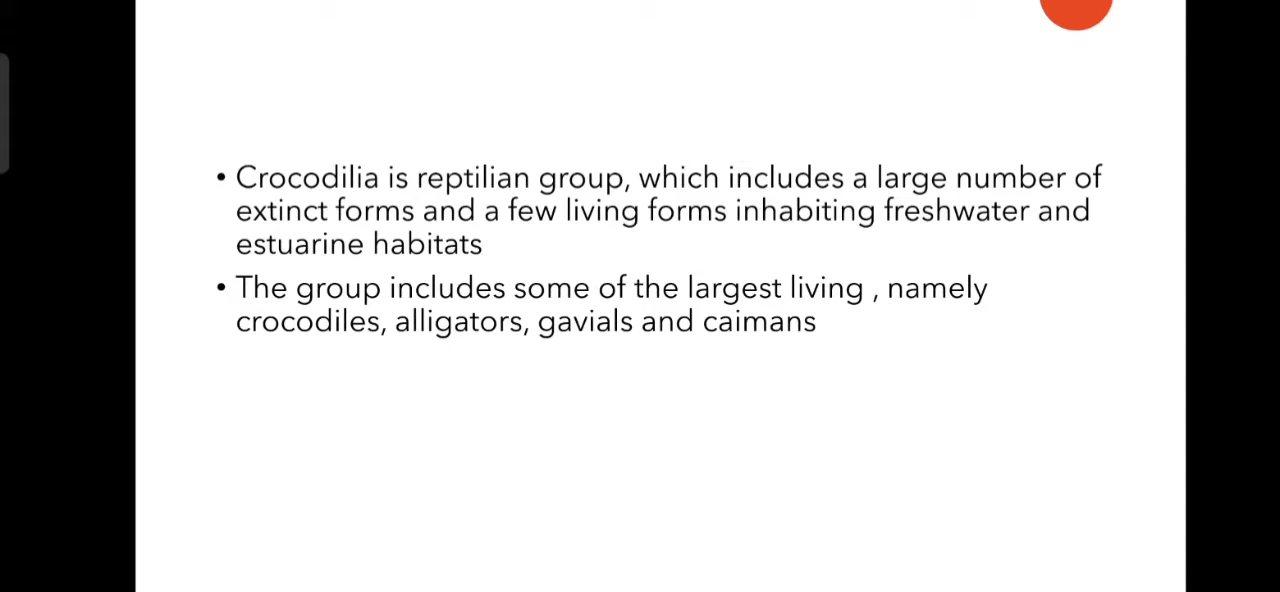 • Crocodilia is reptilian group, which includes a large number of
extinct forms and a few living forms inhabiting freshwater and
estuarine habitats
• The group includes some of the largest living , namely
crocodiles, alligators, gavials and caimans